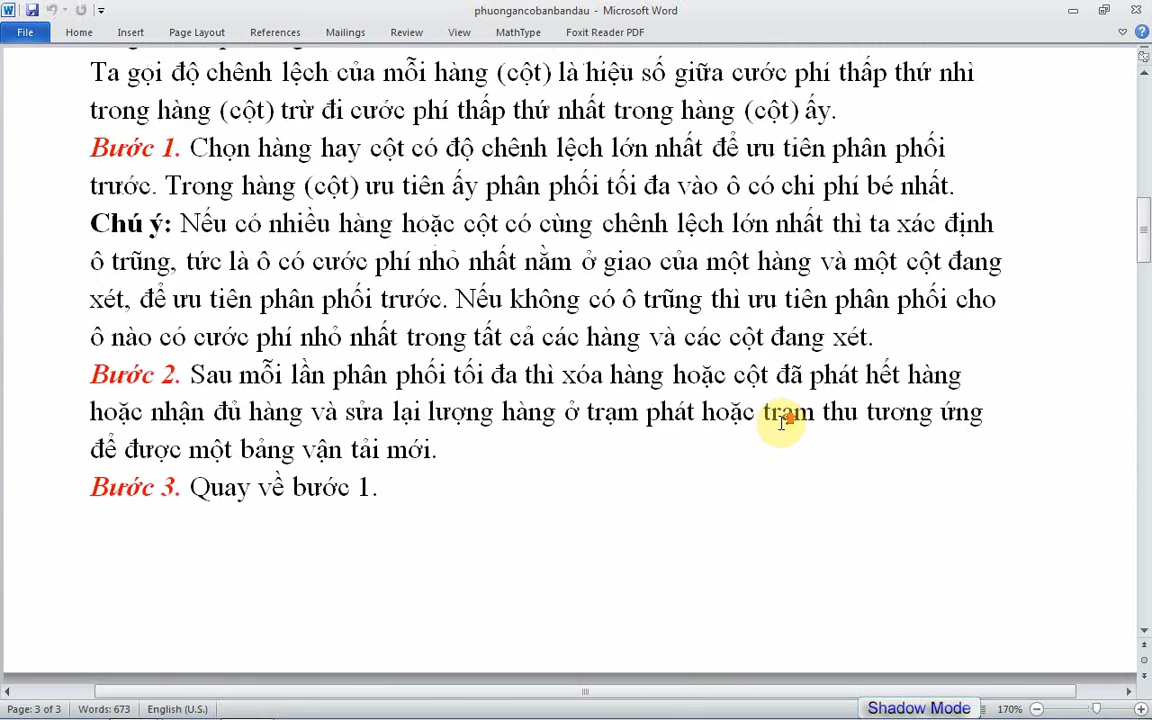 phuongancobanbandau - Microsoft Word
File Home Insert Page Layout References Mailings Review View MathType Foxit Reader PDF
Ta gọi độ chênh lệch của mỗi hàng (cột) là hiệu số giữa cước phí thấp thứ nhì
trong hàng (cột) trừ đi cước phí thấp thứ nhất trong hàng (cột) ấy.
Bước 1. Chọn hàng hay cột có độ chênh lệch lớn nhất để ưu tiên phân phối
trước. Trong hàng (cột) ưu tiên ấy phân phối tối đa vào ô có chi phí bé nhất.
Chú ý: Nếu có nhiều hàng hoặc cột có cùng chênh lệch lớn nhất thì ta xác định
ô trũng, tức là ô có cước phí nhỏ nhất nằm ở giao của một hàng và một cột đang
xét, để ưu tiên phân phối trước. Nếu không có ô trũng thì ưu tiên phân phối cho
ô nào có cước phí nhỏ nhất trong tất cả các hàng và các cột đang xét.
Bước 2. Sau mỗi lần phân phối tối đa thì xóa hàng hoặc cột đã phát hết hàng
hoặc nhận đủ hàng và sửa lại lượng hàng ở trạm phát hoặc trạm thu tương ứng
để được một bảng vận tải mới.
Bước 3. Quay về bước 1.
Page: 3 of 3 Words: 673 English (U.S.) Shadow Mode 170%